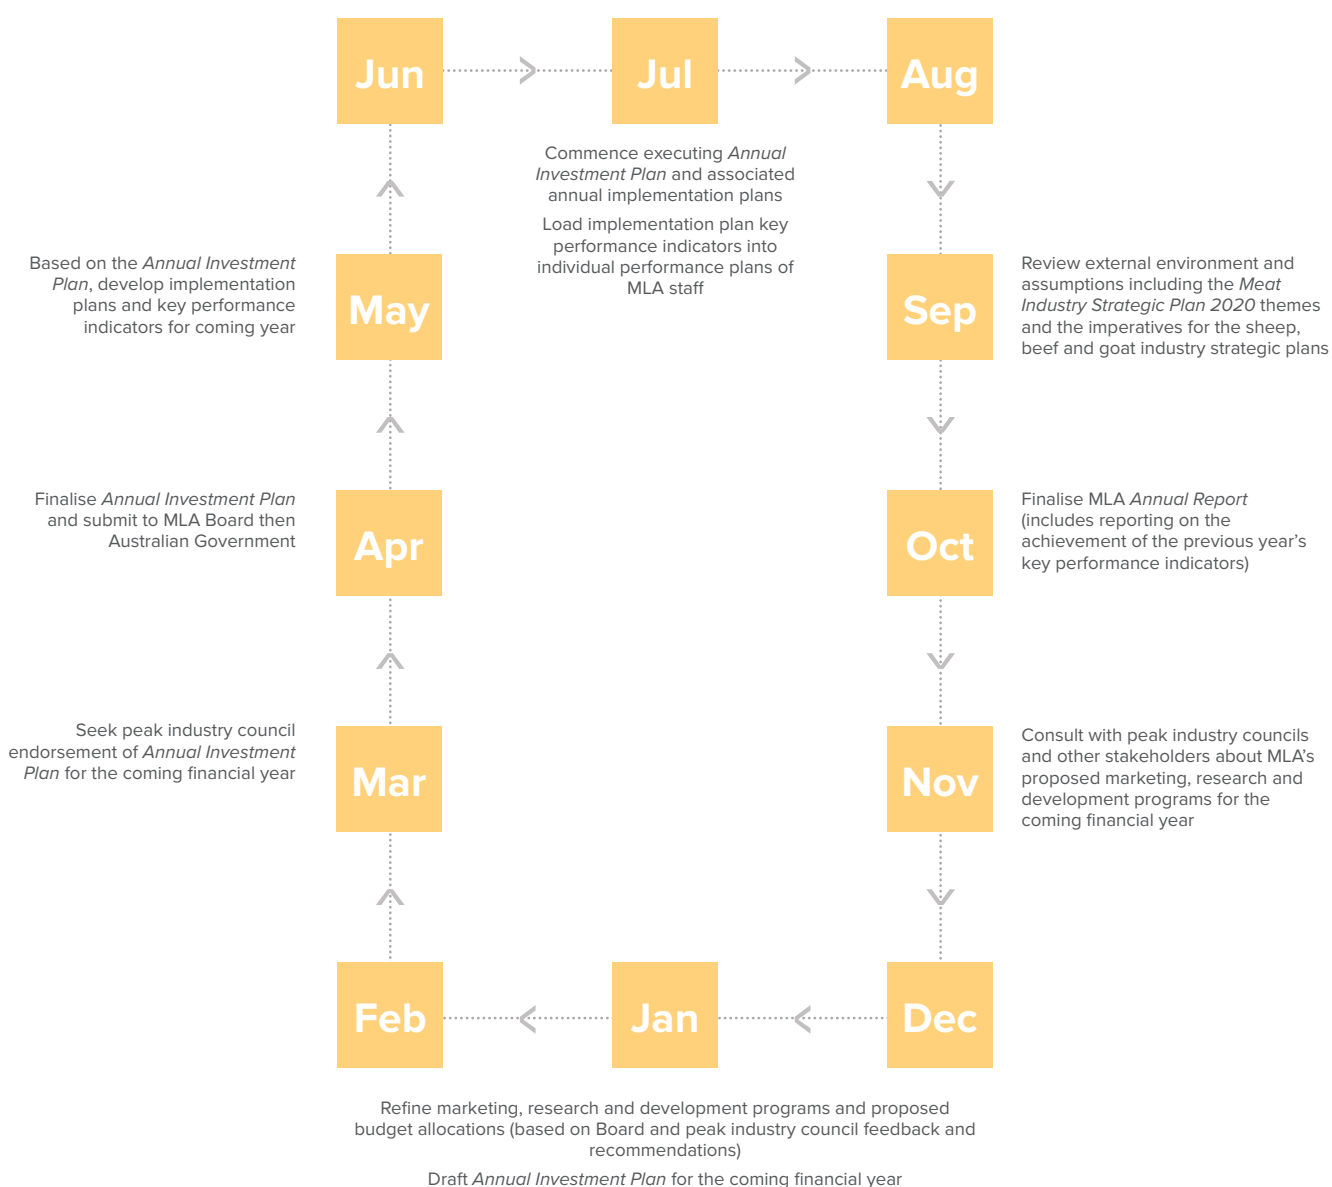 Jun
Jul
Aug
Commence executing Annual
Investment Plan and associated
annual implementation plans
Load implementation plan key
performance indicators into
individual performance plans of
MLA staff
Based on the Annual Investment
Plan, develop implementation
plans and key performance
indicators for coming year
May
Sep
Review external environment and
assumptions including the Meat
Industry Strategic Plan 2020 themes
and the imperatives for the sheep,
beef and goat industry strategic plans
Finalise Annual Investment Plan
and submit to MLA Board then
Australian Government
Apr
Oct
Finalise MLA Annual Report
(includes reporting on the
achievement of the previous year’s
key performance indicators)
Seek peak industry council
endorsement of Annual Investment
Plan for the coming financial year
Mar
Nov
Consult with peak industry councils
and other stakeholders about MLA’s
proposed marketing, research and
development programs for the
coming financial year
Feb
Jan
Dec
Refine marketing, research and development programs and proposed
budget allocations (based on Board and peak industry council feedback and
recommendations)
Draft Annual Investment Plan for the coming financial year